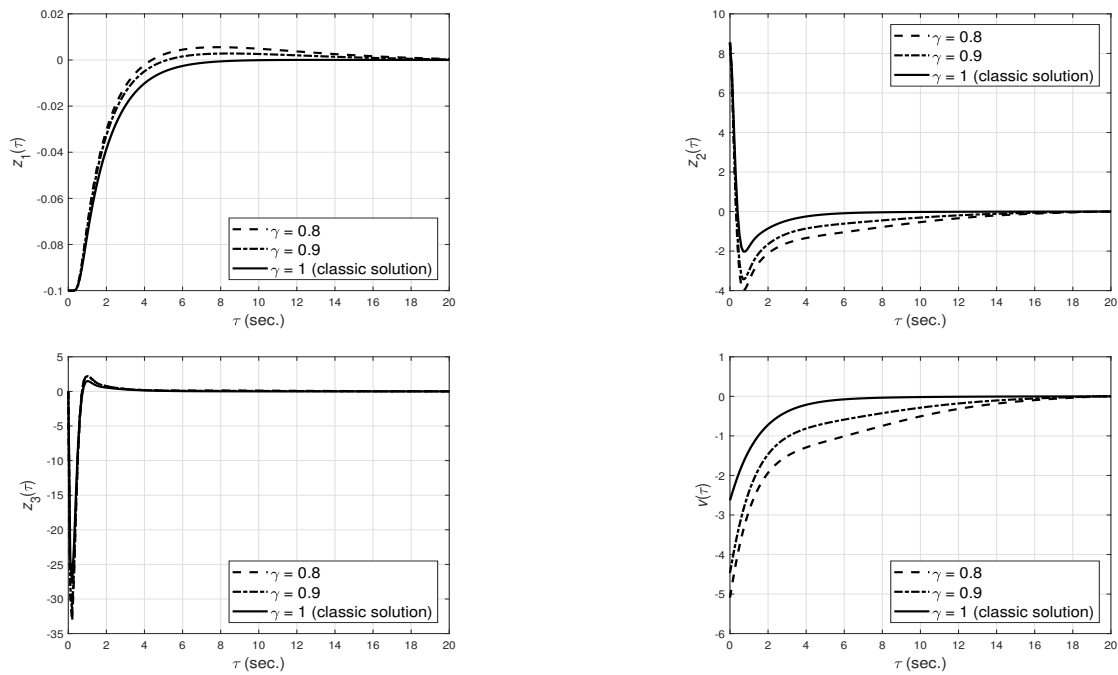 0.02
0
-0.02
-0.04
-0.06
-0.08
-0.1
z1(τ)
γ = 0.8
γ = 0.9
γ = 1 (classic solution)
0 2 4 6 8 10 12 14 16 18 20
τ (sec.)
10
8
6
4
2
0
-2
-4
z2(τ)
γ = 0.8
γ = 0.9
γ = 1 (classic solution)
0 2 4 6 8 10 12 14 16 18 20
τ (sec.)
5
0
-5
-10
-15
-20
-25
-30
-35
z3(τ)
γ = 0.8
γ = 0.9
γ = 1 (classic solution)
0 2 4 6 8 10 12 14 16 18 20
τ (sec.)
1
0
-1
-2
-3
-4
-5
-6
v(τ)
γ = 0.8
γ = 0.9
γ = 1 (classic solution)
0 2 4 6 8 10 12 14 16 18 20
τ (sec.)